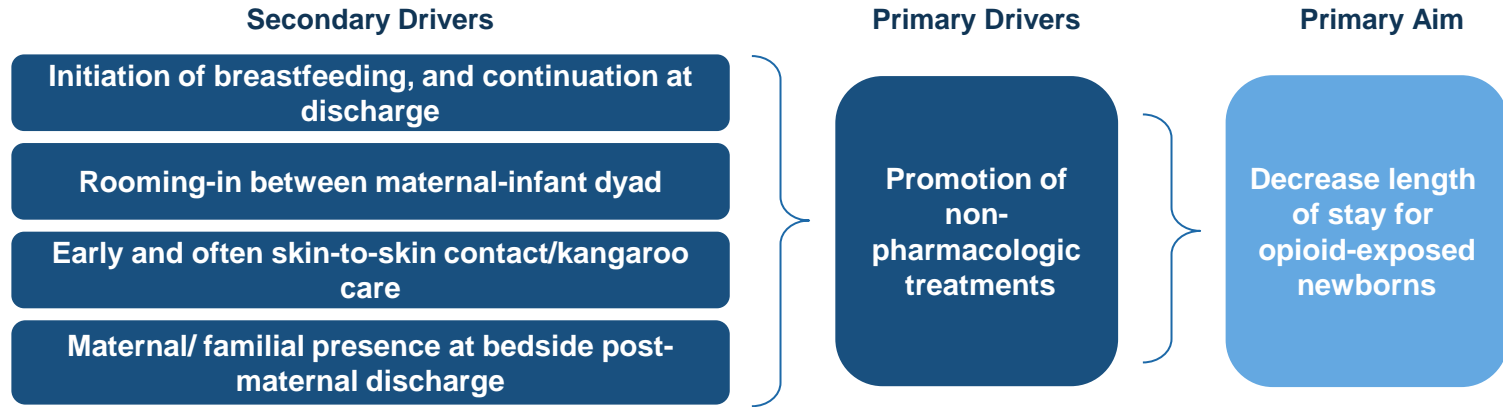 Secondary Drivers
Primary Drivers
Primary Aim
Initiation of breastfeeding, and continuation at
discharge
Rooming-in between maternal-infant dyad
Early and often skin-to-skin contact/kangaroo
care
Maternal/ familial presence at bedside post-
maternal discharge
Promotion of
non-
pharmacologic
treatments
Decrease length
of stay for
opioid-exposed
newborns